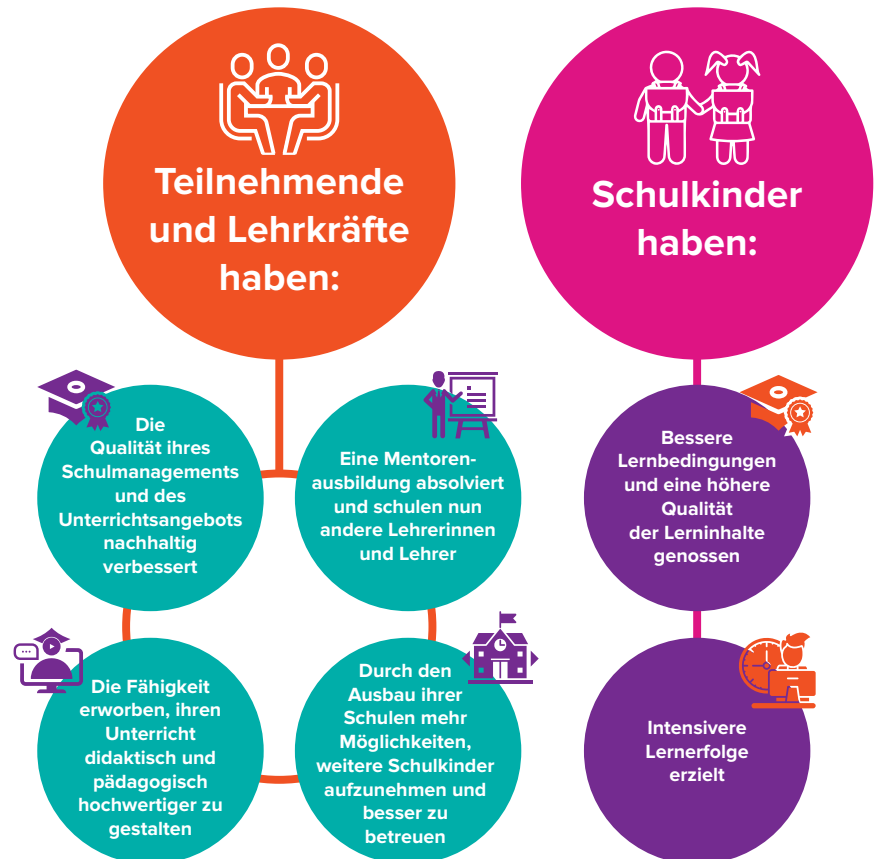 Teilnehmende
und Lehrkräfte
haben:
Schulkinder
haben:
Die
Qualität ihres
Schulmanagements
und des
Unterrichtsangebots
nachhaltig
verbessert
Eine Mentoren-
ausbildung absolviert
und schulen nun
andere Lehrerinnen
und Lehrer
Bessere
Lernbedingungen
und eine höhere
Qualität
der Lerninhalte
genossen
Die Fähigkeit
erworben, ihren
Unterricht
didaktisch und
pädagogisch
hochwertiger zu
gestalten
Durch den
Ausbau ihrer
Schulen mehr
Möglichkeiten,
weitere Schulkinder
aufzunehmen und
besser zu
betreuen
Intensivere
Lernerfolge
erzielt